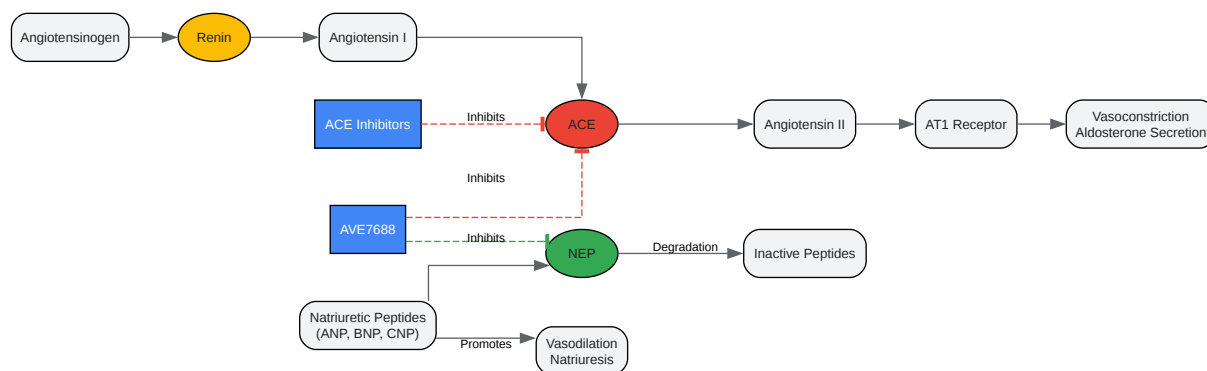 Angiotensinogen
Renin
Angiotensin I
ACE Inhibitors
Inhibits
ACE
Angiotensin II
AT1 Receptor
Vasoconstriction
Aldosterone Secretion
Inhibits
AVE7688
Inhibits
NEP
Degradation
Inactive Peptides
Natriuretic Peptides
(ANP, BNP, CNP)
Promotes
Vasodilation
Natriuresis